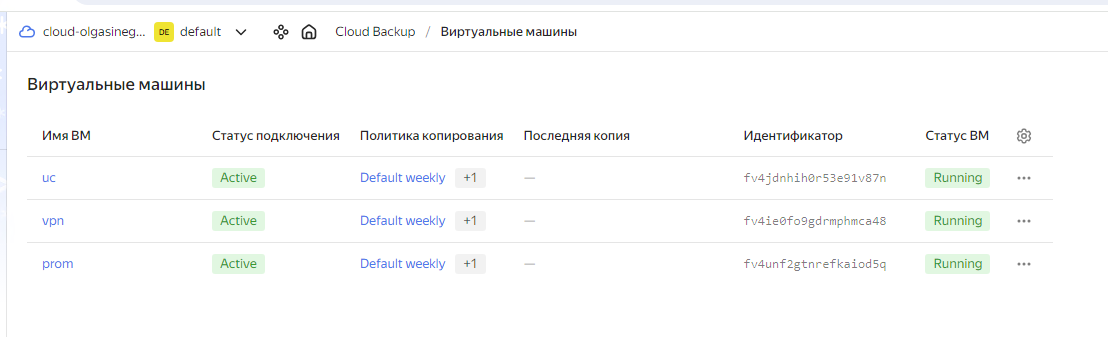 cloud-olgasineg... DE default Cloud Backup / Виртуальные машины
Виртуальные машины
Имя ВМ Статус подключения Политика копирования Последняя копия Идентификатор Статус ВМ
uc Active Default weekly +1 — fv4jdnhih0r53e91v87n Running ...
vpn Active Default weekly +1 — fv4ie0fo9gdrmphmca48 Running ...
prom Active Default weekly +1 — fv4unf2gtnrefkaiod5q Running ...